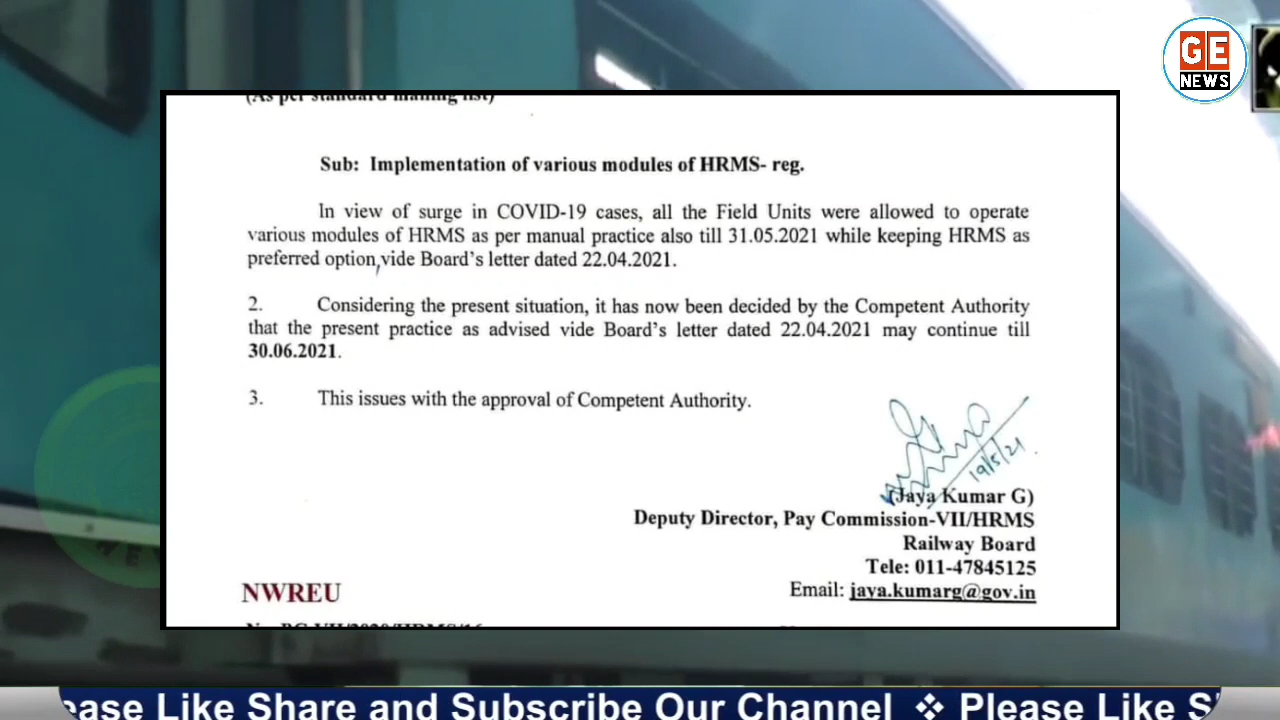 GE
NEWS
(As per standard mailing list)
Sub: Implementation of various modules of HRMS- reg.
In view of surge in COVID-19 cases, all the Field Units were allowed to operate
various modules of HRMS as per manual practice also till 31.05.2021 while keeping HRMS as
preferred option,vide Board's letter dated 22.04.2021.
2. Considering the present situation, it has now been decided by the Competent Authority
that the present practice as advised vide Board's letter dated 22.04.2021 may continue till
30.06.2021.
3. This issues with the approval of Competent Authority.
19/5/21
(Jaya Kumar G)
Deputy Director, Pay Commission-VII/HRMS
Railway Board
Tele: 011-47845125
Email: jaya.kumarg@gov.in
NWREU
ease Like Share and Subscribe Our Channel ❖ Please Like S